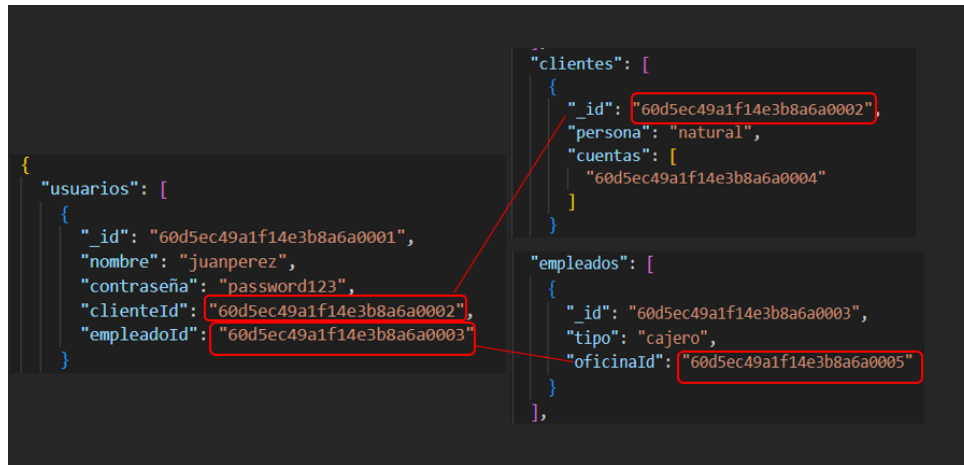 {
"usuarios": [
{
"_id": "60d5ec49a1f14e3b8a6a0001",
"nombre": "juanperez",
"contraseña": "password123",
"clienteId": "60d5ec49a1f14e3b8a6a0002",
"empleadoId": "60d5ec49a1f14e3b8a6a0003"
}
"clientes": [
{
"_id": "60d5ec49a1f14e3b8a6a0002",
"persona": "natural",
"cuentas": [
"60d5ec49a1f14e3b8a6a0004"
]
}
"empleados": [
{
"_id": "60d5ec49a1f14e3b8a6a0003",
"tipo": "cajero",
"oficinaId": "60d5ec49a1f14e3b8a6a0005"
}
],